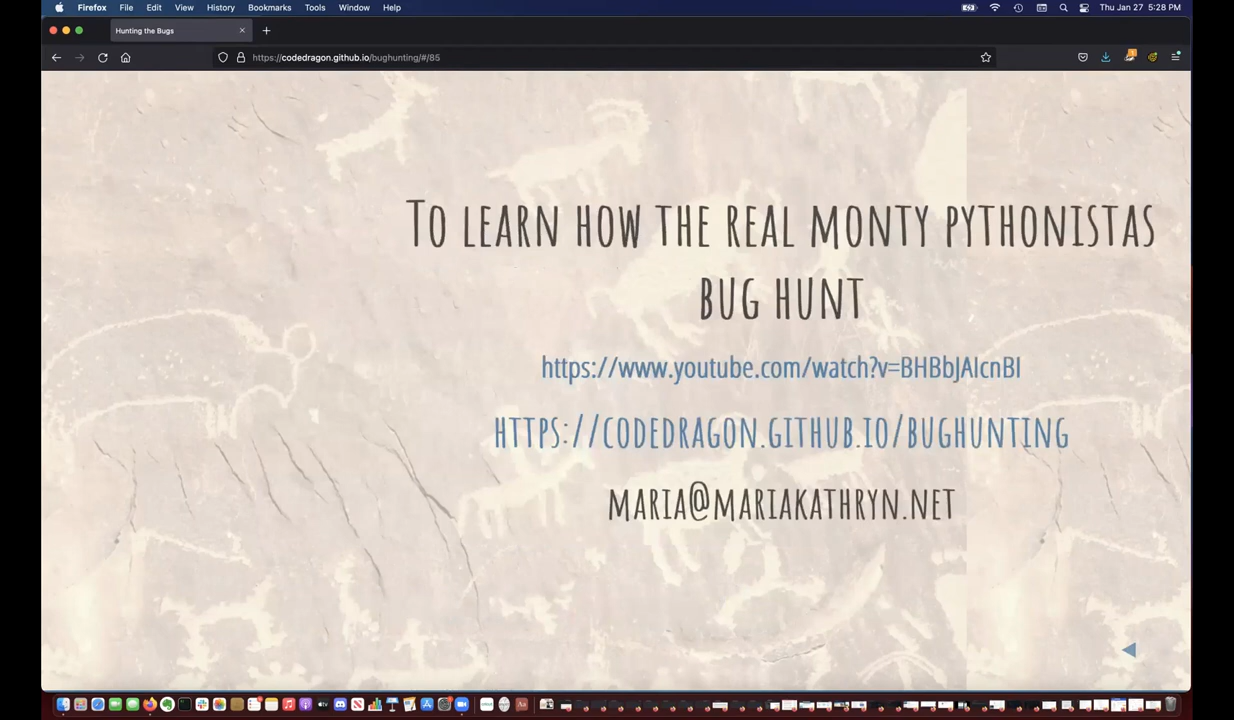 Firefox File Edit View History Bookmarks Tools Window Help Thu Jan 27 5:28 PM
Hunting the Bugs
https://codedragon.github.io/bughunting/#/85
To learn how the real monty pythonistas
bug hunt
https://www.youtube.com/watch?v=BHBbJAIcnBI
https://codedragon.github.io/bughunting
maria@mariakathryn.net